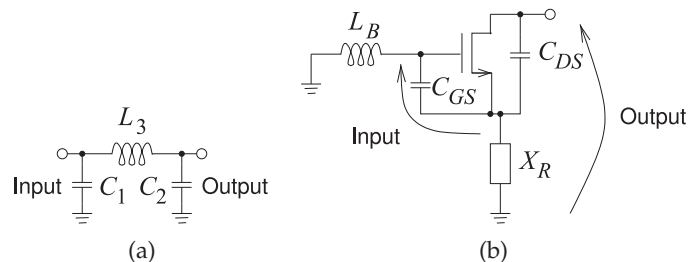 L3
Input
C1
C2
Output
(a)
LB
CGS
CDS
Input
XR
Output
(b)